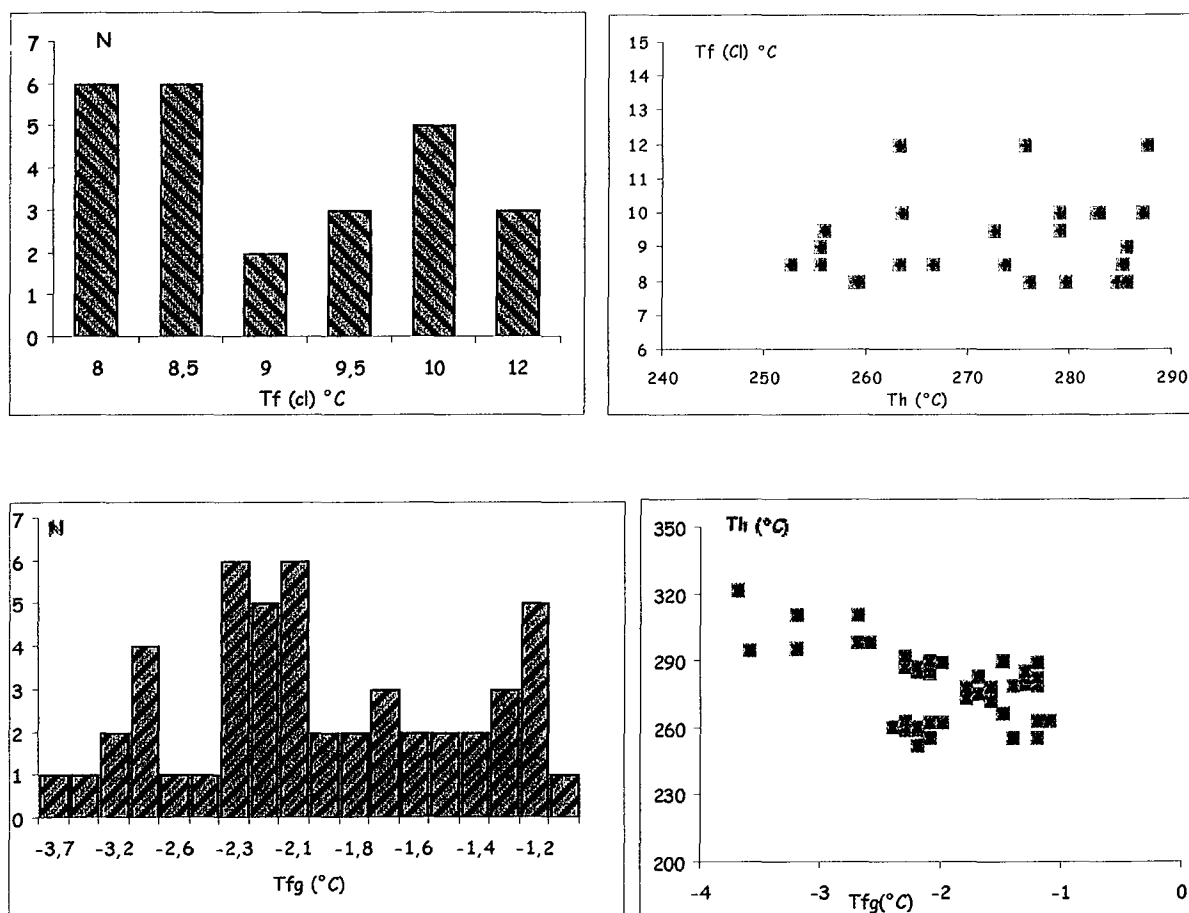 N
7
6
5
4
3
2
1
0
8 8,5 9 9,5 10 12
Tf (cl) °C
Tf (Cl) °C
15
14
13
12
11
10
9
8
7
6
240 250 260 270 280 290
Th (°C)
N
7
6
5
4
3
2
1
0
-3,7 -3,2 -2,6 -2,3 -2,1 -1,8 -1,6 -1,4 -1,2
Tfg (°C)
Th (°C)
350
320
290
260
230
200
-4 -3 -2 -1 0
Tfg(°C)